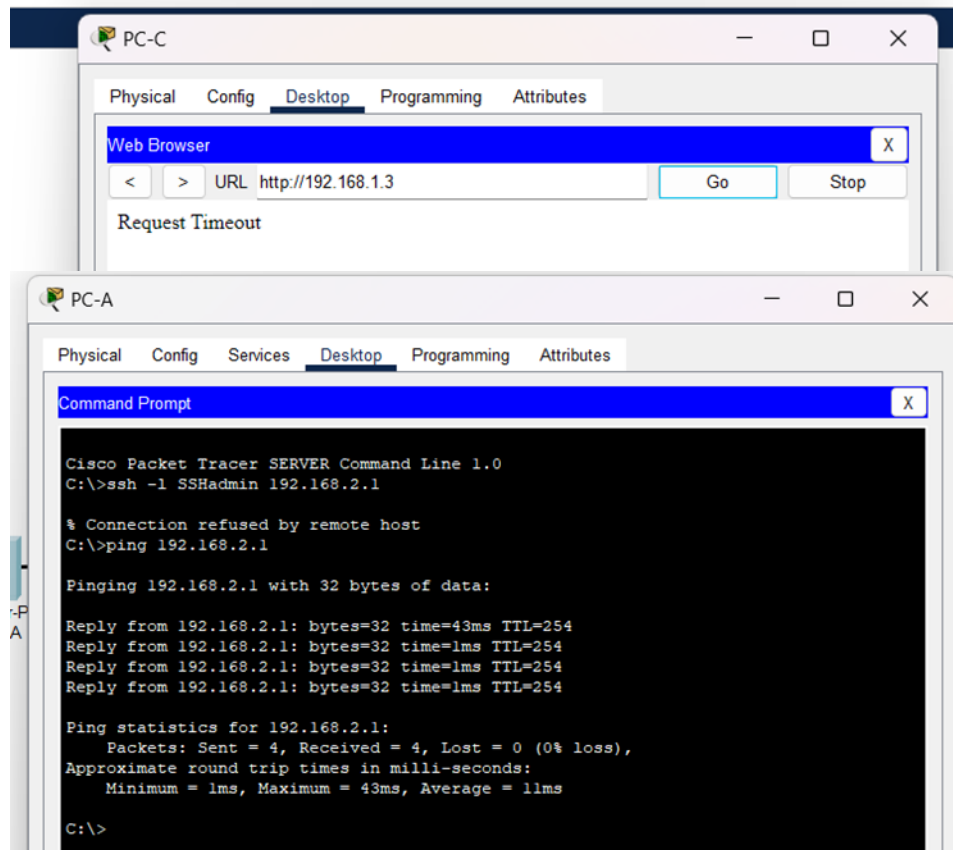 PC-C
Physical Config Desktop Programming Attributes
Web Browser X
< > URL http://192.168.1.3 Go Stop
Request Timeout
PC-A
Physical Config Services Desktop Programming Attributes
Command Prompt X
Cisco Packet Tracer SERVER Command Line 1.0
C:\>ssh -l SSHadmin 192.168.2.1
% Connection refused by remote host
C:\>ping 192.168.2.1
Pinging 192.168.2.1 with 32 bytes of data:
Reply from 192.168.2.1: bytes=32 time=43ms TTL=254
Reply from 192.168.2.1: bytes=32 time=1ms TTL=254
Reply from 192.168.2.1: bytes=32 time=1ms TTL=254
Reply from 192.168.2.1: bytes=32 time=1ms TTL=254
Ping statistics for 192.168.2.1:
Packets: Sent = 4, Received = 4, Lost = 0 (0% loss),
Approximate round trip times in milli-seconds:
Minimum = 1ms, Maximum = 43ms, Average = 11ms
C:\>
-P
A